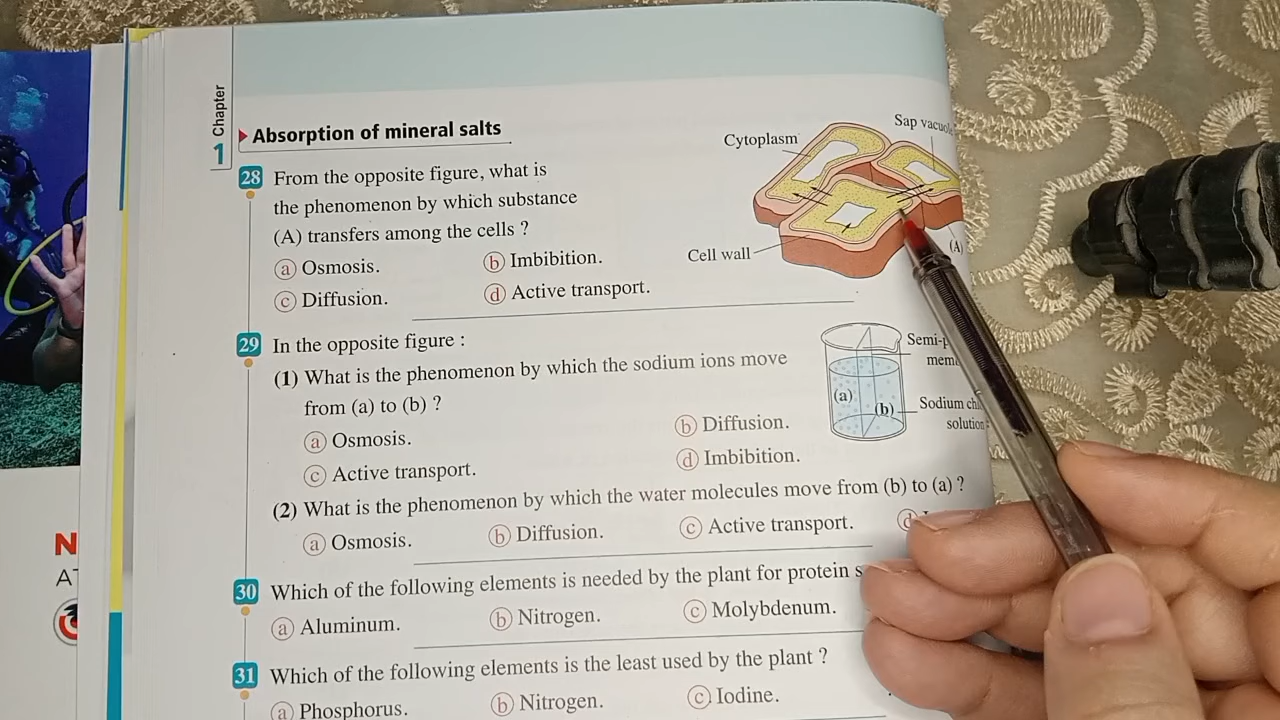 Chapter
1
Absorption of mineral salts
28 From the opposite figure, what is
the phenomenon by which substance
(A) transfers among the cells ?
a Osmosis. b Imbibition.
c Diffusion. d Active transport.
Cytoplasm
Sap vacuole
Cell wall
(A)
29 In the opposite figure :
(1) What is the phenomenon by which the sodium ions move
from (a) to (b) ?
a Osmosis. b Diffusion.
c Active transport. d Imbibition.
(a)
(b)
Sodium
solution
(2) What is the phenomenon by which the water molecules move from (b) to (a) ?
a Osmosis. b Diffusion. c Active transport. d
30 Which of the following elements is needed by the plant for protein
a Aluminum. b Nitrogen. c Molybdenum.
31 Which of the following elements is the least used by the plant ?
a Phosphorus. b Nitrogen. c Iodine.